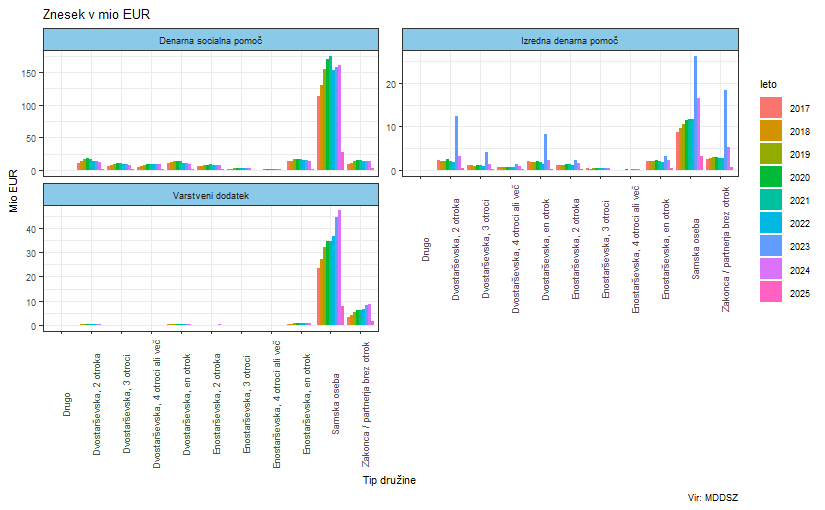 Znesek v mio EUR
Denarna socialna pomoč
Izredna denarna pomoč
150
100
50
0
20
10
0
Varstveni dodatek
40
30
20
10
0
Mio EUR
Drugo
Dvostarševska, 2 otroka
Dvostarševska, 3 otroci
Dvostarševska, 4 otroci ali več
Dvostarševska, en otrok
Enostarševska, 2 otroka
Enostarševska, 3 otroci
Enostarševska, 4 otroci ali več
Enostarševska, en otrok
Samska oseba
Zakonca / partnerja brez otrok
Drugo
Dvostarševska, 2 otroka
Dvostarševska, 3 otroci
Dvostarševska, 4 otroci ali več
Dvostarševska, en otrok
Enostarševska, 2 otroka
Enostarševska, 3 otroci
Enostarševska, 4 otroci ali več
Enostarševska, en otrok
Samska oseba
Zakonca / partnerja brez otrok
Tip družine
leto
2017
2018
2019
2020
2021
2022
2023
2024
2025
Vir: MDDSZ